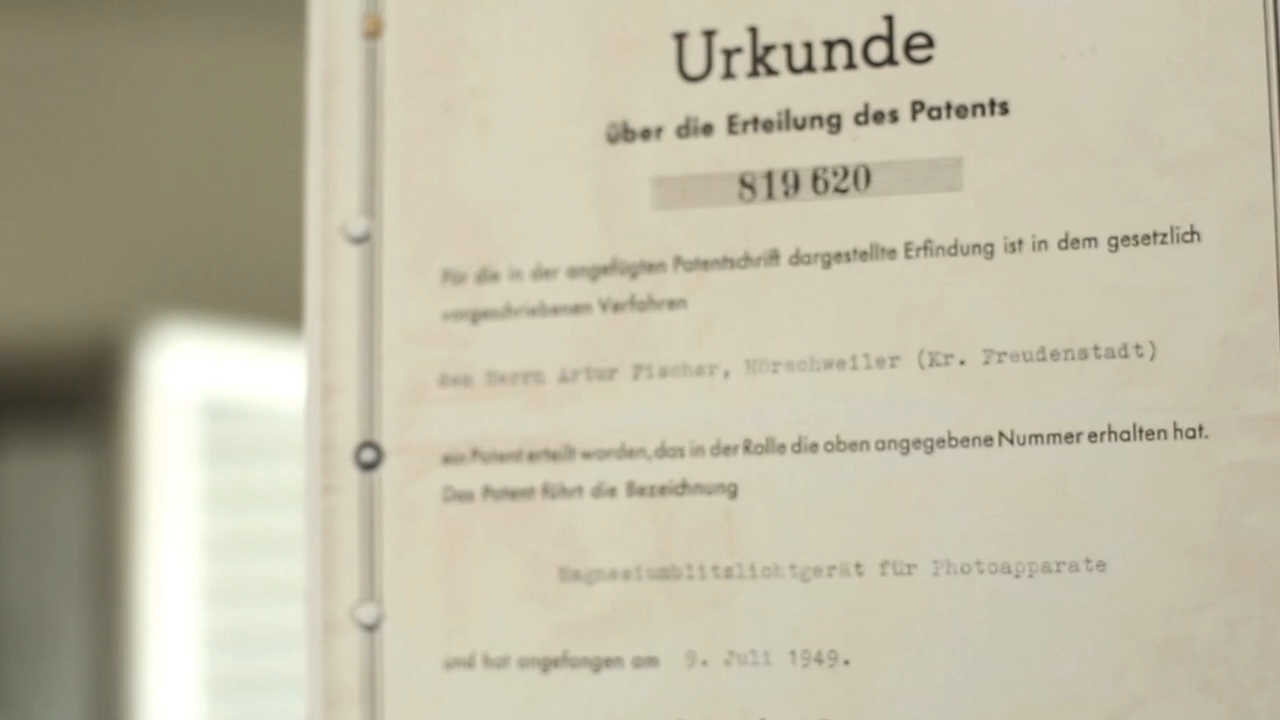 Urkunde
über die Erteilung des Patents
819 620
Für die in der angefügten Patentschrift dargestellte Erfindung ist in dem gesetzlich
vorgeschriebenen Verfahren
dem Herrn Artur Fischer, Hörschweiler (Kr. Freudenstadt)
ein Patent erteilt worden, das in der Rolle die oben angegebene Nummer erhalten hat.
Das Patent führt die Bezeichnung
Magnesiumblitzlichtgerät für Photoapparate
und hat angefangen am 9. Juli 1949.